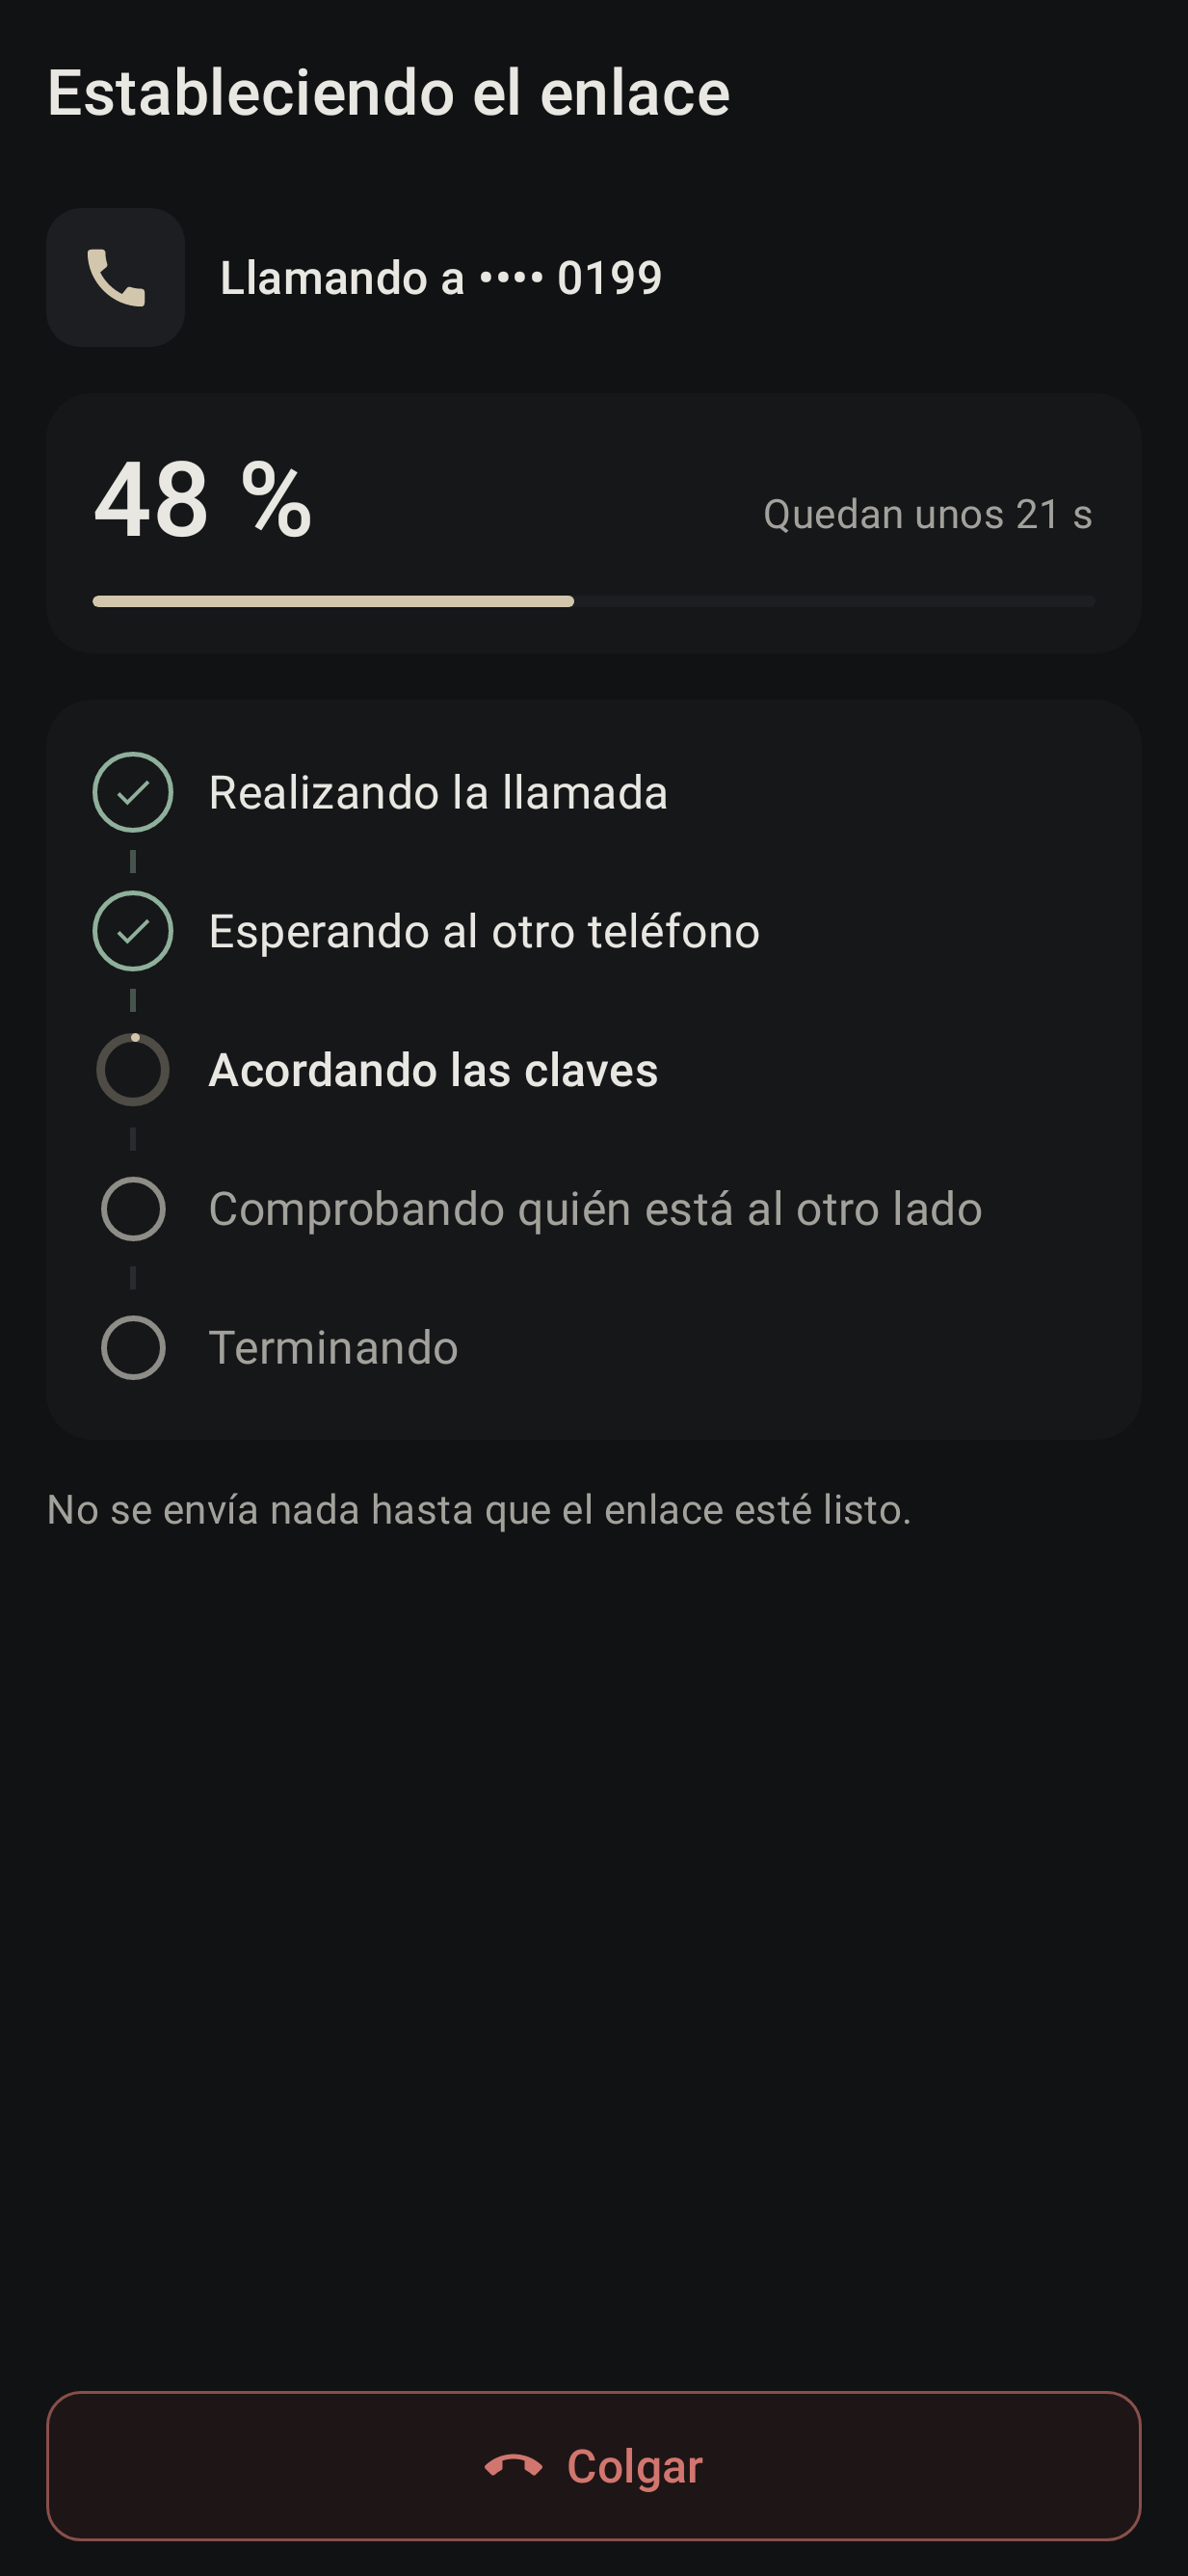 Estableciendo el enlace
Llamando a •••• 0199
48 %
Quedan unos 21 s
Realizando la llamada
Esperando al otro teléfono
Acordando las claves
Comprobando quién está al otro lado
Terminando
No se envía nada hasta que el enlace esté listo.
Colgar